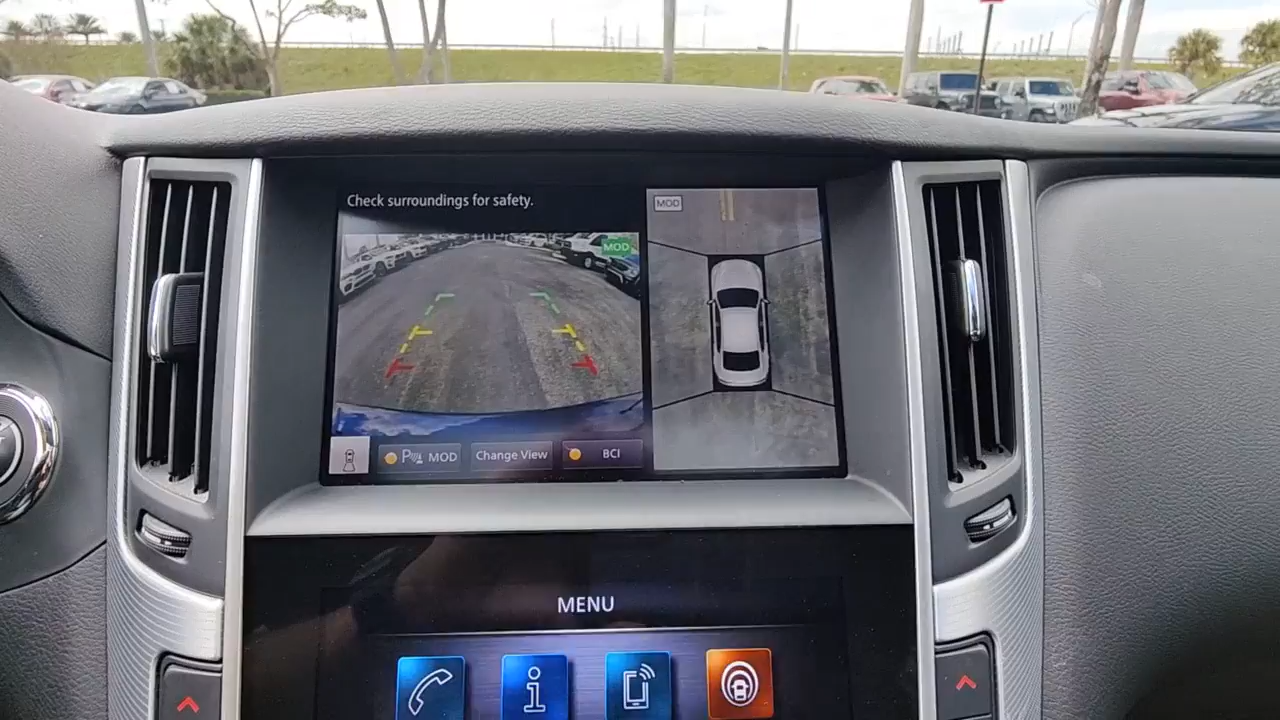 Check surroundings for safety.
MOD
MOD
MOD
Change View
BCI
MENU